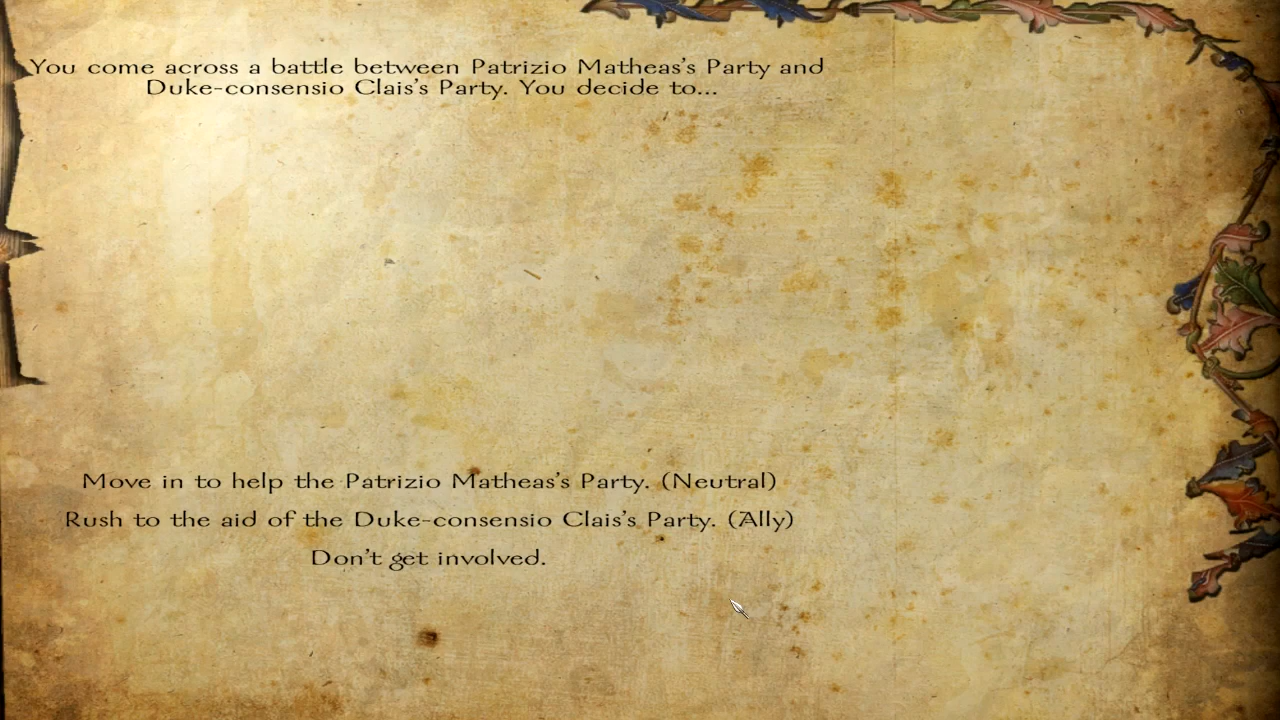 You come across a battle between Patrizio Matheas's Party and
Duke-consensio Clais's Party. You decide to...
Move in to help the Patrizio Matheas's Party. (Neutral)
Rush to the aid of the Duke-consensio Clais's Party. (Ally)
Don't get involved.